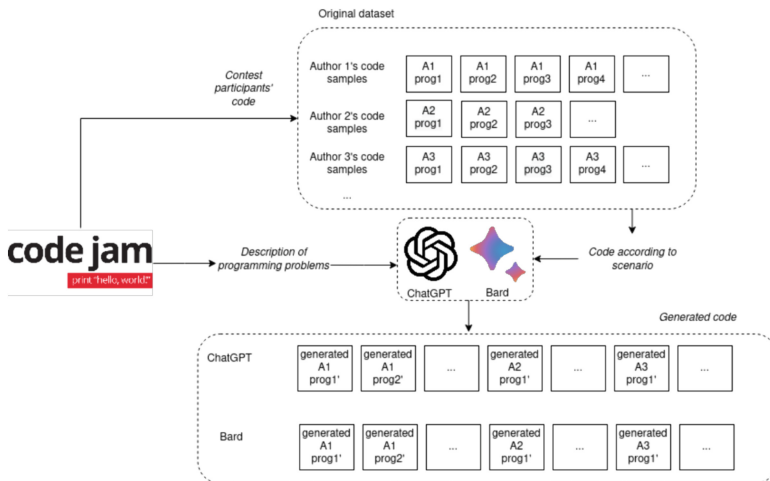 Original dataset
Contest
participants'
code
Author 1's code
samples
A1
prog1
A1
prog2
A1
prog3
A1
prog4
...
Author 2's code
samples
A2
prog1
A2
prog2
A2
prog3
...
Author 3's code
samples
A3
prog1
A3
prog2
A3
prog3
A3
prog4
...
...
code jam
print "hello, world."
Description of
programming problems
ChatGPT
Bard
Code according to
scenario
Generated code
ChatGPT
generated
A1
prog1'
generated
A1
prog2'
...
generated
A2
prog1'
...
generated
A3
prog1'
...
Bard
generated
A1
prog1'
generated
A1
prog2'
...
generated
A2
prog1'
...
generated
A3
prog1'
...